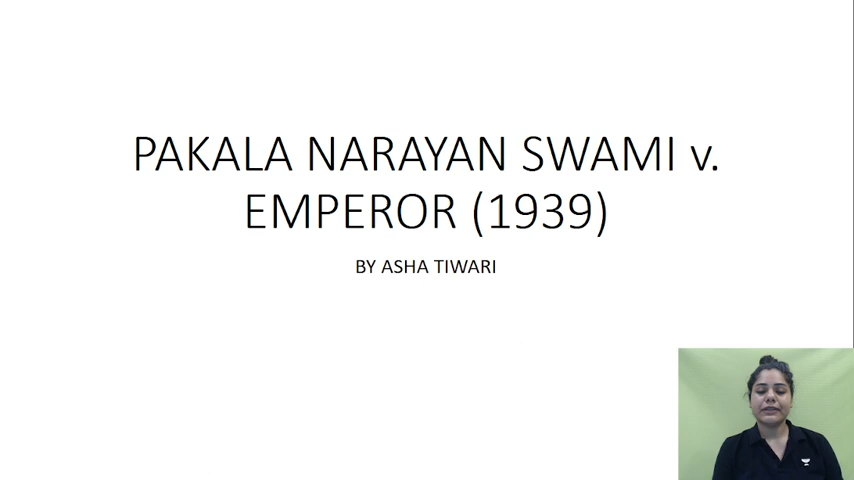 PAKALA NARAYAN SWAMI v.
EMPEROR (1939)
BY ASHA TIWARI